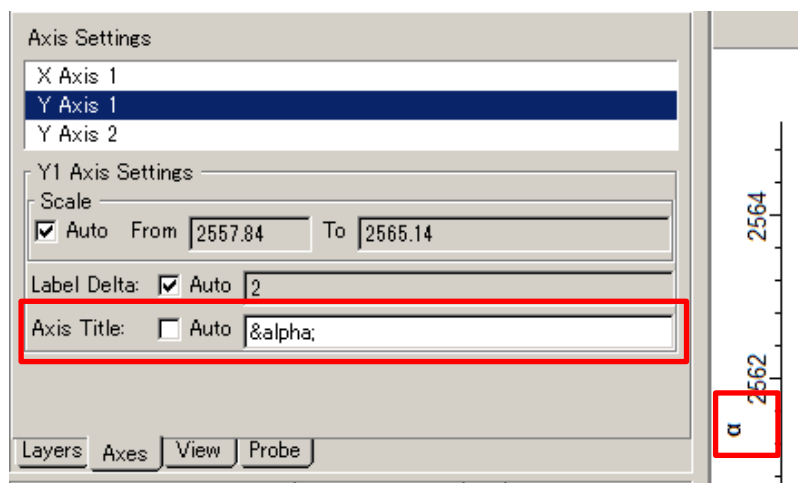 Axis Settings
X Axis 1
Y Axis 1
Y Axis 2
Y1 Axis Settings
Scale
Auto From 2557.84 To 2565.14
Label Delta: Auto 2
Axis Title: Auto &alpha;
Layers Axes View Probe
2564
2562
α